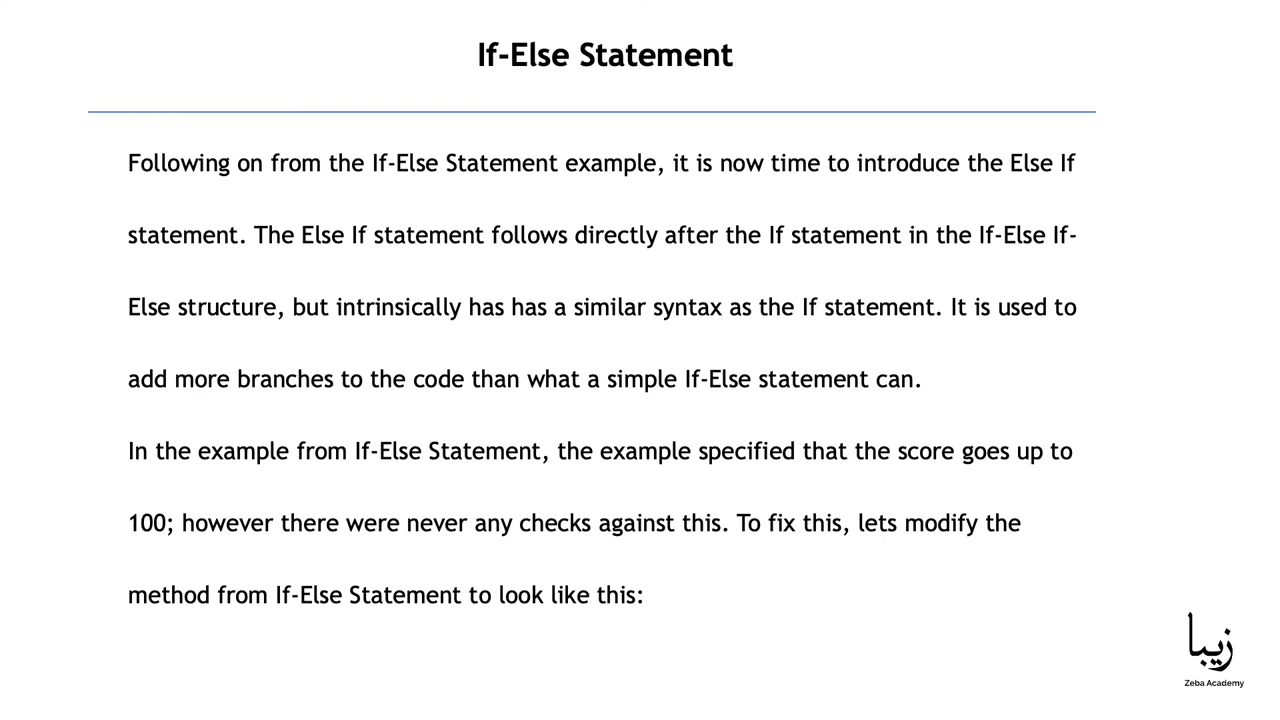 If-Else Statement
Following on from the If-Else Statement example, it is now time to introduce the Else If
statement. The Else If statement follows directly after the If statement in the If-Else If-
Else structure, but intrinsically has has a similar syntax as the If statement. It is used to
add more branches to the code than what a simple If-Else statement can.
In the example from If-Else Statement, the example specified that the score goes up to
100; however there were never any checks against this. To fix this, lets modify the
method from If-Else Statement to look like this:
زيبا
Zeba Academy